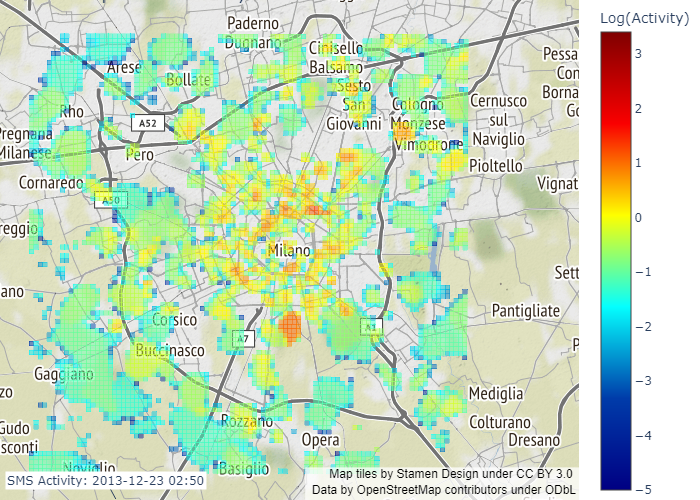 Log(Activity)
3
2
1
0
−1
−2
−3
−4
−5
Paderno
Dugnano
Cinisello
Balsamo
Arese
Bollate
Sesto
San
Giovanni
Pessa
Con
Borna
Go
Rho
A52
Cologno
Monzese
Cernusco
sul
Naviglio
Pregnana
Milanese
Pero
Vimodrone
Pioltello
Cornaredo
A50
Vignat
reggio
Milano
Sett
ano
Corsico
Pantigliate
A7
A1
Buccinasco
P
Gaggiano
zo
Mediglia
Gudo
sconti
Rozzano
Opera
Colturano
Dresano
Noviglio
Basiglio
SMS Activity: 2013-12-23 02:50
Map tiles by Stamen Design under CC BY 3.0
Data by OpenStreetMap contributors under ODbL